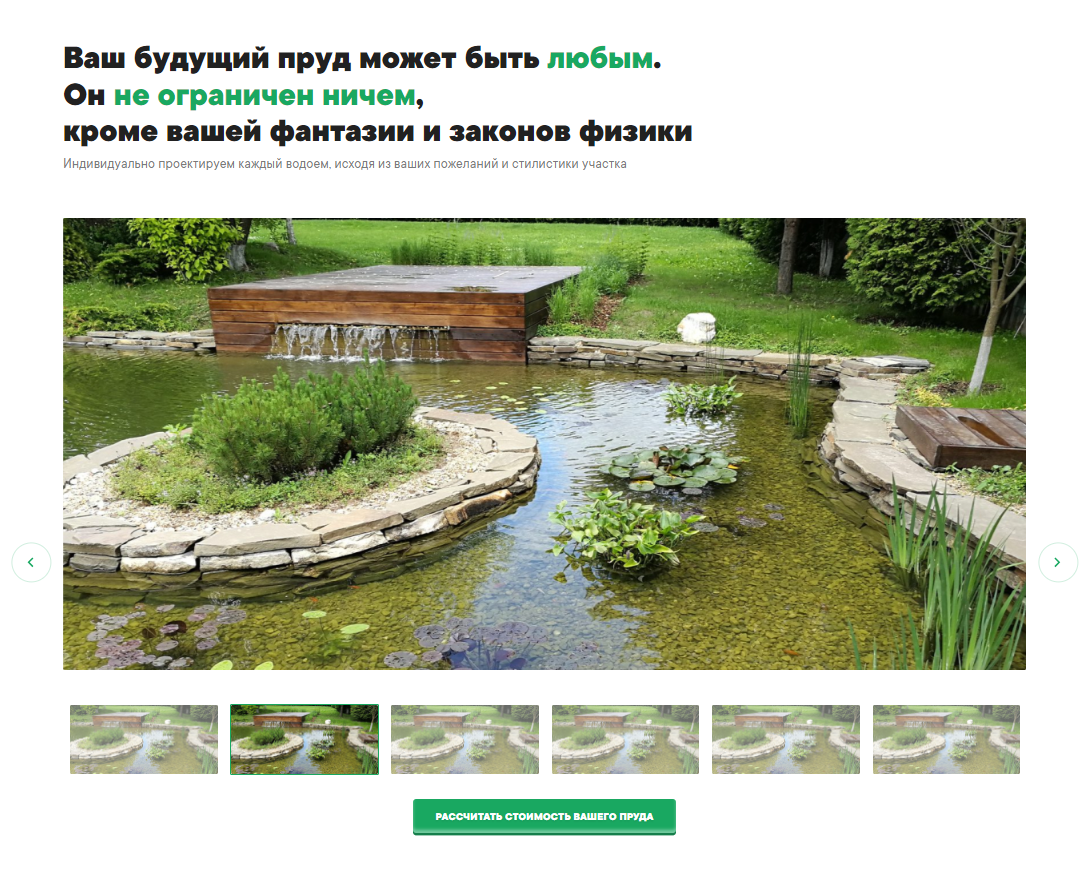 Ваш будущий пруд может быть любым.
Он не ограничен ничем,
кроме вашей фантазии и законов физики
Индивидуально проектируем каждый водоем, исходя из ваших пожеланий и стилистики участка
РАССЧИТАТЬ СТОИМОСТЬ ВАШЕГО ПРУДА